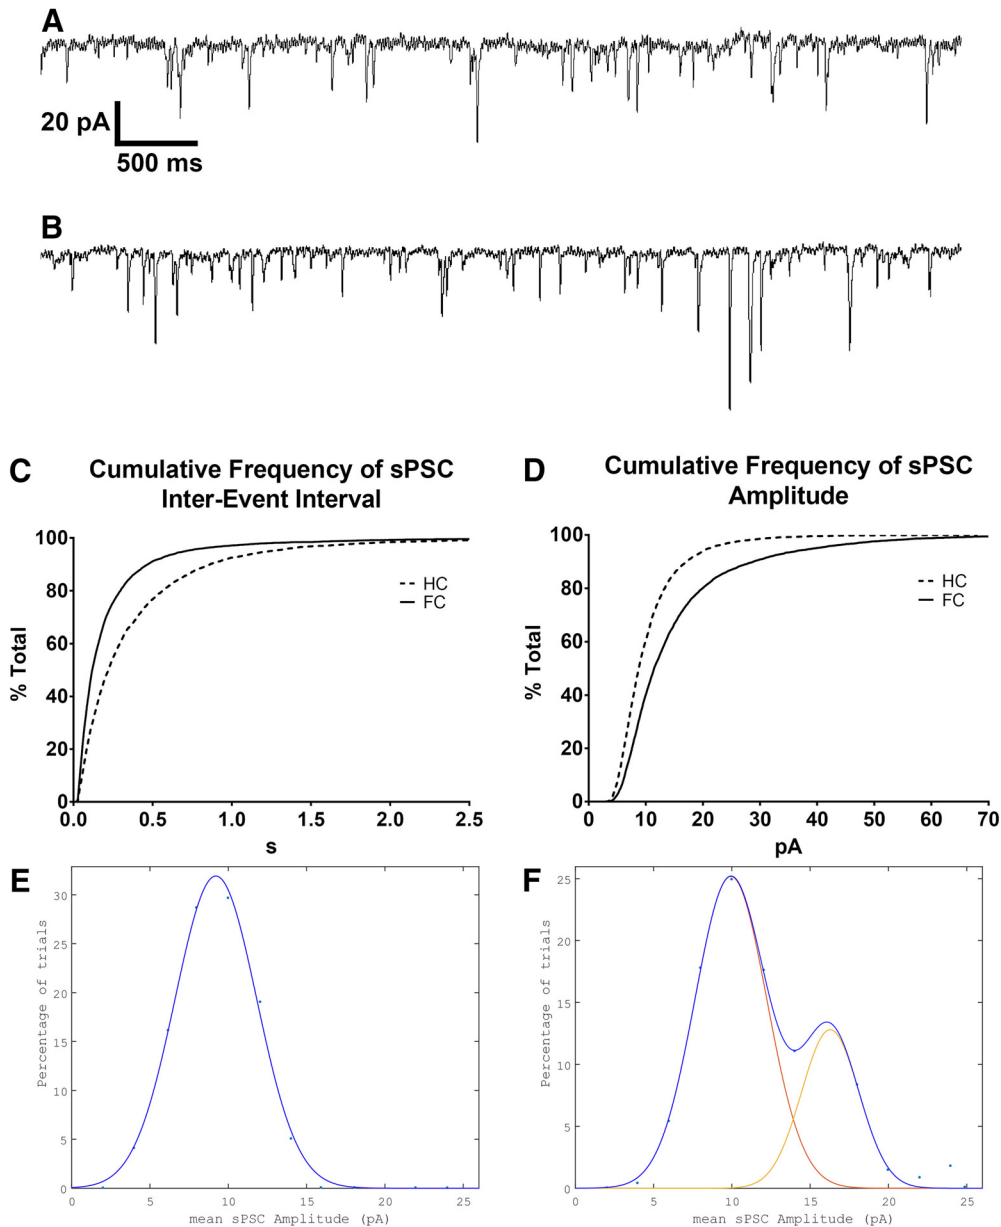 A
20 pA
500 ms
B
C
Cumulative Frequency of sPSC
Inter-Event Interval
% Total
100
80
60
40
20
0
0.0 0.5 1.0 1.5 2.0 2.5
s
HC
FC
D
Cumulative Frequency of sPSC
Amplitude
% Total
100
80
60
40
20
0
0 10 20 30 40 50 60 70
pA
HC
FC
E
Percentage of trials
30
25
20
15
10
5
0
0 5 10 15 20 25
mean sPSC Amplitude (pA)
F
Percentage of trials
25
20
15
10
5
0
0 5 10 15 20 25
mean sPSC Amplitude (pA)